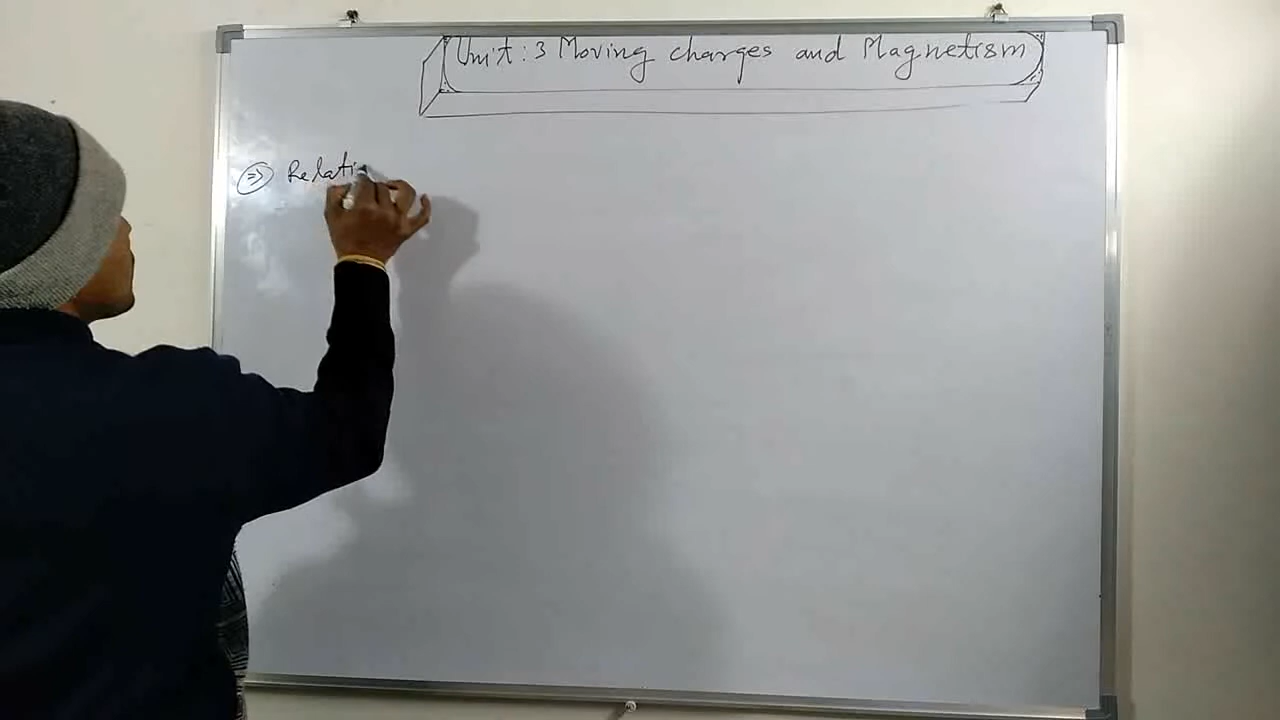 Unit : 3 Moving charges and Magnetism
⇒ Relati